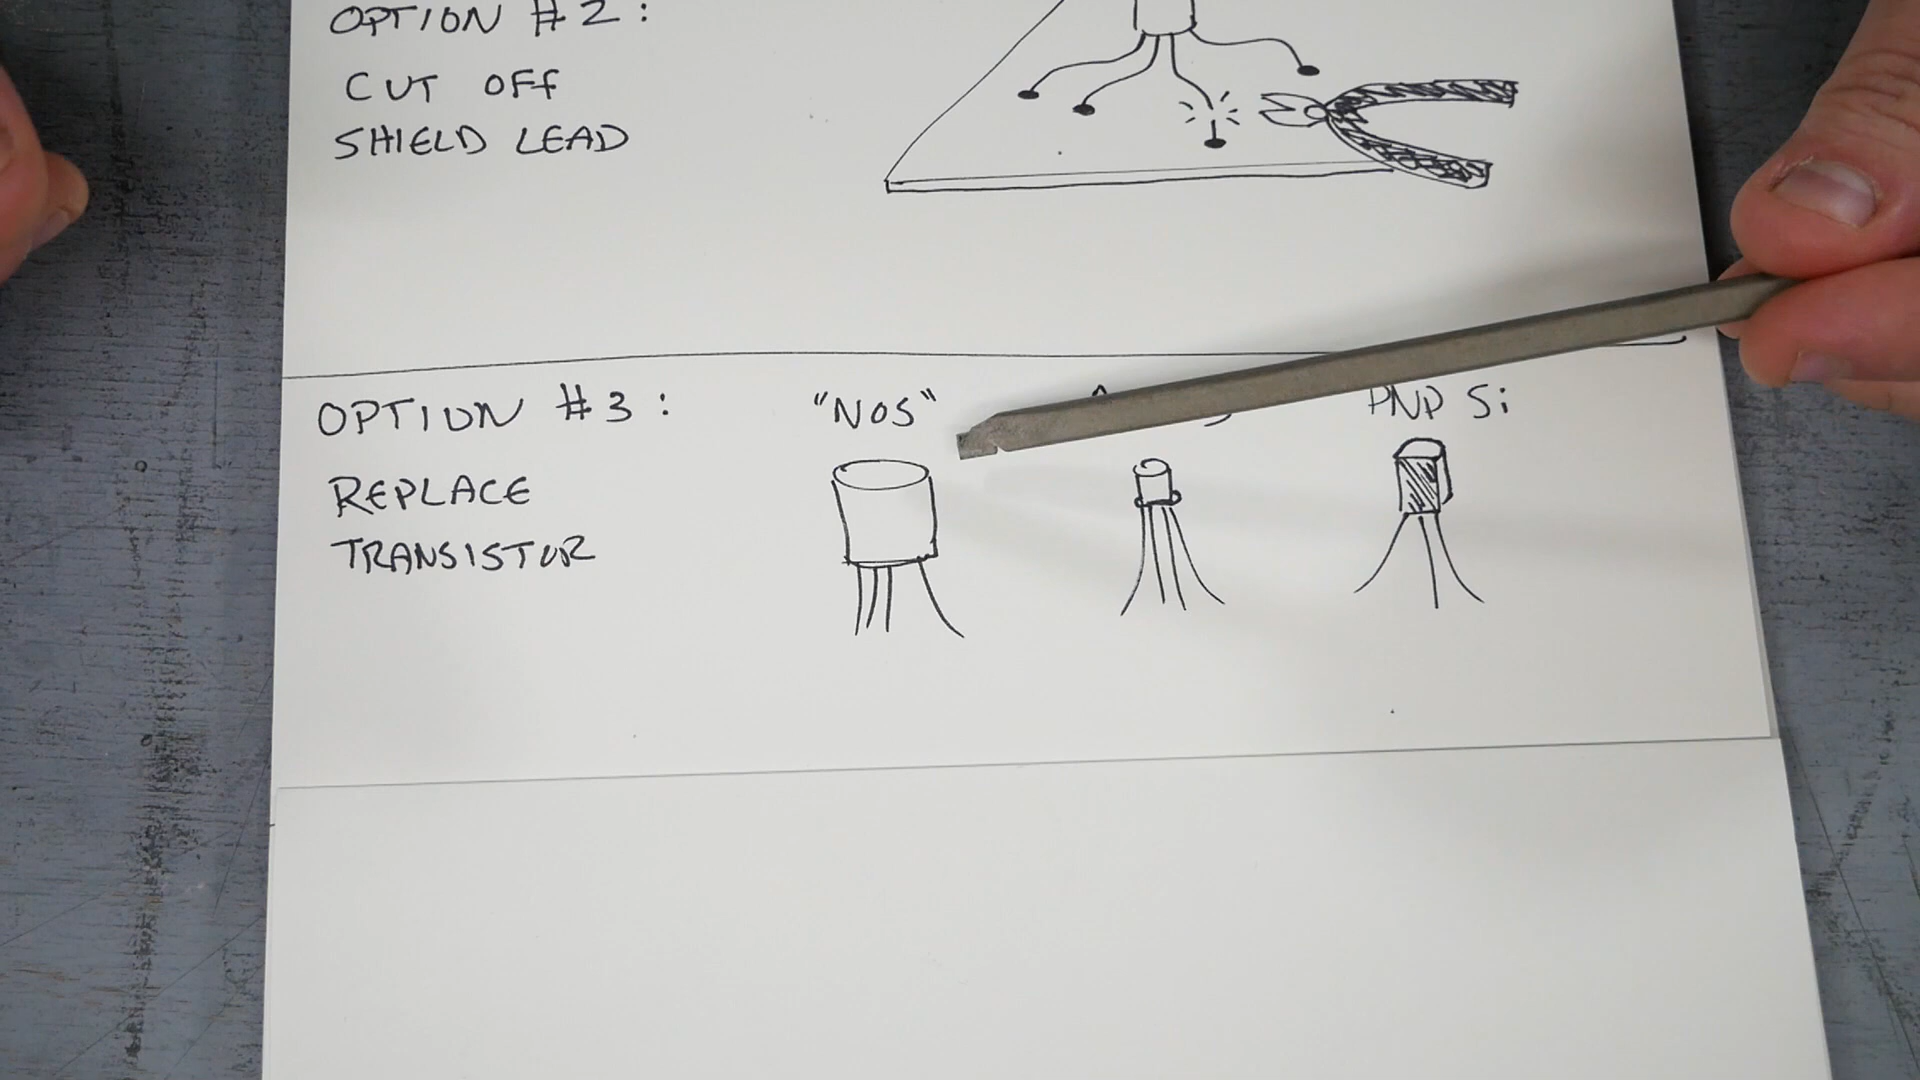 OPTION #2:
CUT OFF
SHIELD LEAD
OPTION #3: "NOS" PNP Si
REPLACE
TRANSISTOR